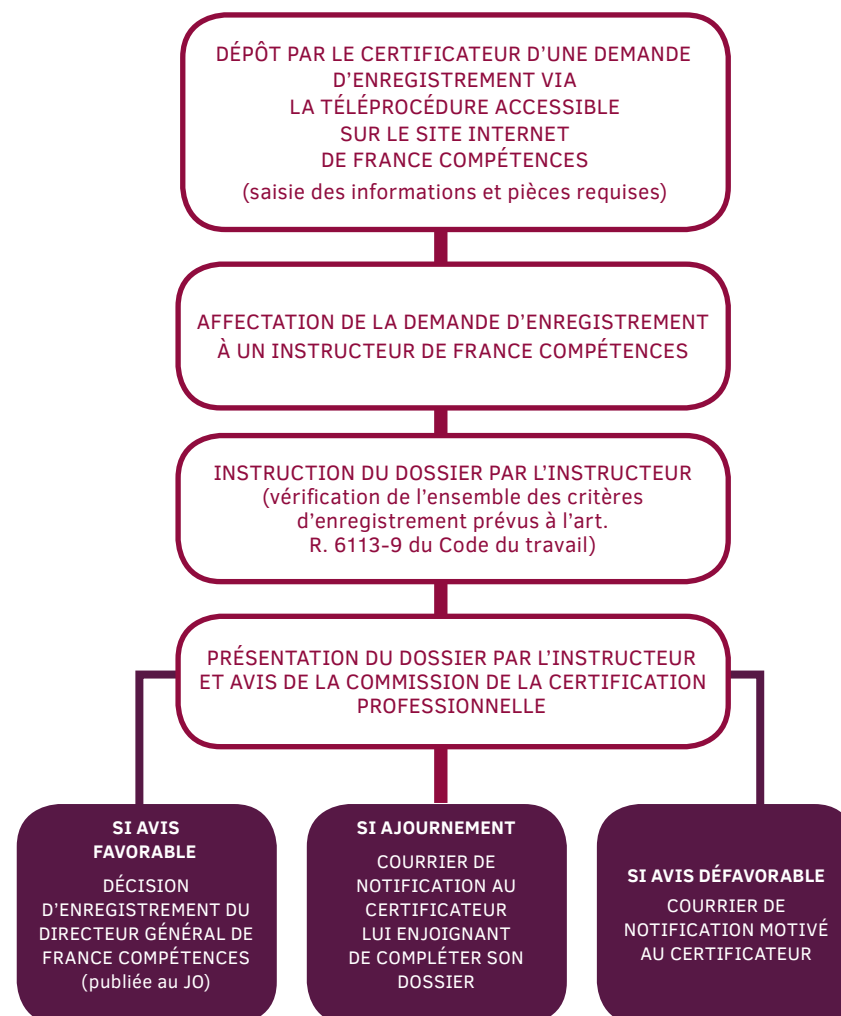 DÉPÔT PAR LE CERTIFICATEUR D’UNE DEMANDE
D’ENREGISTREMENT VIA
LA TÉLÉPROCÉDURE ACCESSIBLE
SUR LE SITE INTERNET
DE FRANCE COMPÉTENCES
(saisie des informations et pièces requises)
AFFECTATION DE LA DEMANDE D’ENREGISTREMENT
À UN INSTRUCTEUR DE FRANCE COMPÉTENCES
INSTRUCTION DU DOSSIER PAR L’INSTRUCTEUR
(vérification de l’ensemble des critères
d’enregistrement prévus à l’art.
R. 6113-9 du Code du travail)
PRÉSENTATION DU DOSSIER PAR L’INSTRUCTEUR
ET AVIS DE LA COMMISSION DE LA CERTIFICATION
PROFESSIONNELLE
SI AVIS
FAVORABLE
DÉCISION
D’ENREGISTREMENT DU
DIRECTEUR GÉNÉRAL DE
FRANCE COMPÉTENCES
(publiée au JO)
SI AJOURNEMENT
COURRIER DE
NOTIFICATION AU
CERTIFICATEUR
LUI ENJOIGNANT
DE COMPLÉTER SON
DOSSIER
SI AVIS DÉFAVORABLE
COURRIER DE
NOTIFICATION MOTIVÉ
AU CERTIFICATEUR